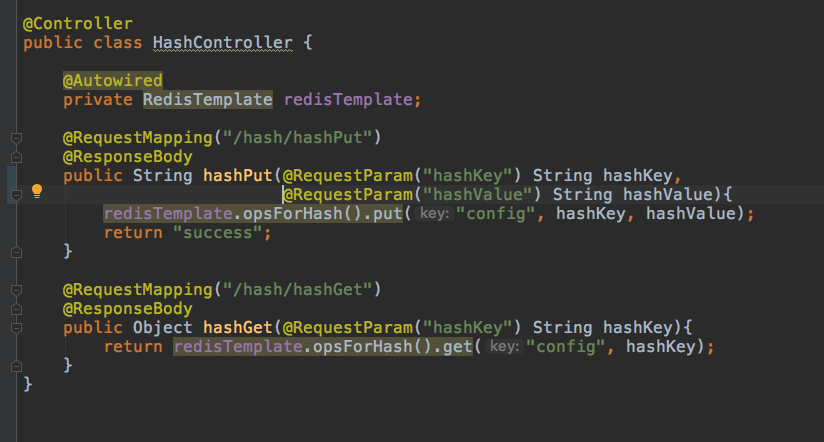 @Controller
public class HashController {
@Autowired
private RedisTemplate redisTemplate;
@RequestMapping("/hash/hashPut")
@ResponseBody
public String hashPut(@RequestParam("hashKey") String hashKey,
@RequestParam("hashValue") String hashValue){
redisTemplate.opsForHash().put( key: "config", hashKey, hashValue);
return "success";
}
@RequestMapping("/hash/hashGet")
@ResponseBody
public Object hashGet(@RequestParam("hashKey") String hashKey){
return redisTemplate.opsForHash().get( key: "config", hashKey);
}
}